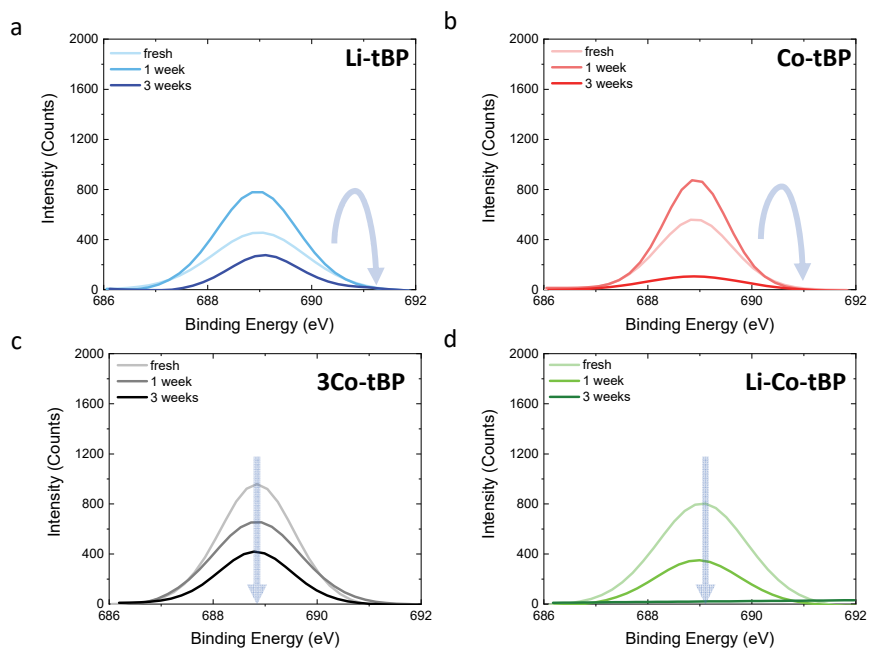 a
Li-tBP
fresh
1 week
3 weeks
2000
1600
1200
800
400
0
Intenstiy (Counts)
686
688
690
692
Binding Energy (eV)
b
Co-tBP
fresh
1 week
3 weeks
2000
1600
1200
800
400
0
Intensity (Counts)
686
688
690
692
Binding Energy (eV)
c
3Co-tBP
fresh
1 week
3 weeks
2000
1600
1200
800
400
0
Intensity (Counts)
686
688
690
692
Binding Energy (eV)
d
Li-Co-tBP
fresh
1 week
3 weeks
2000
1600
1200
800
400
0
Intensity (Counts)
686
688
690
692
Binding Energy (eV)